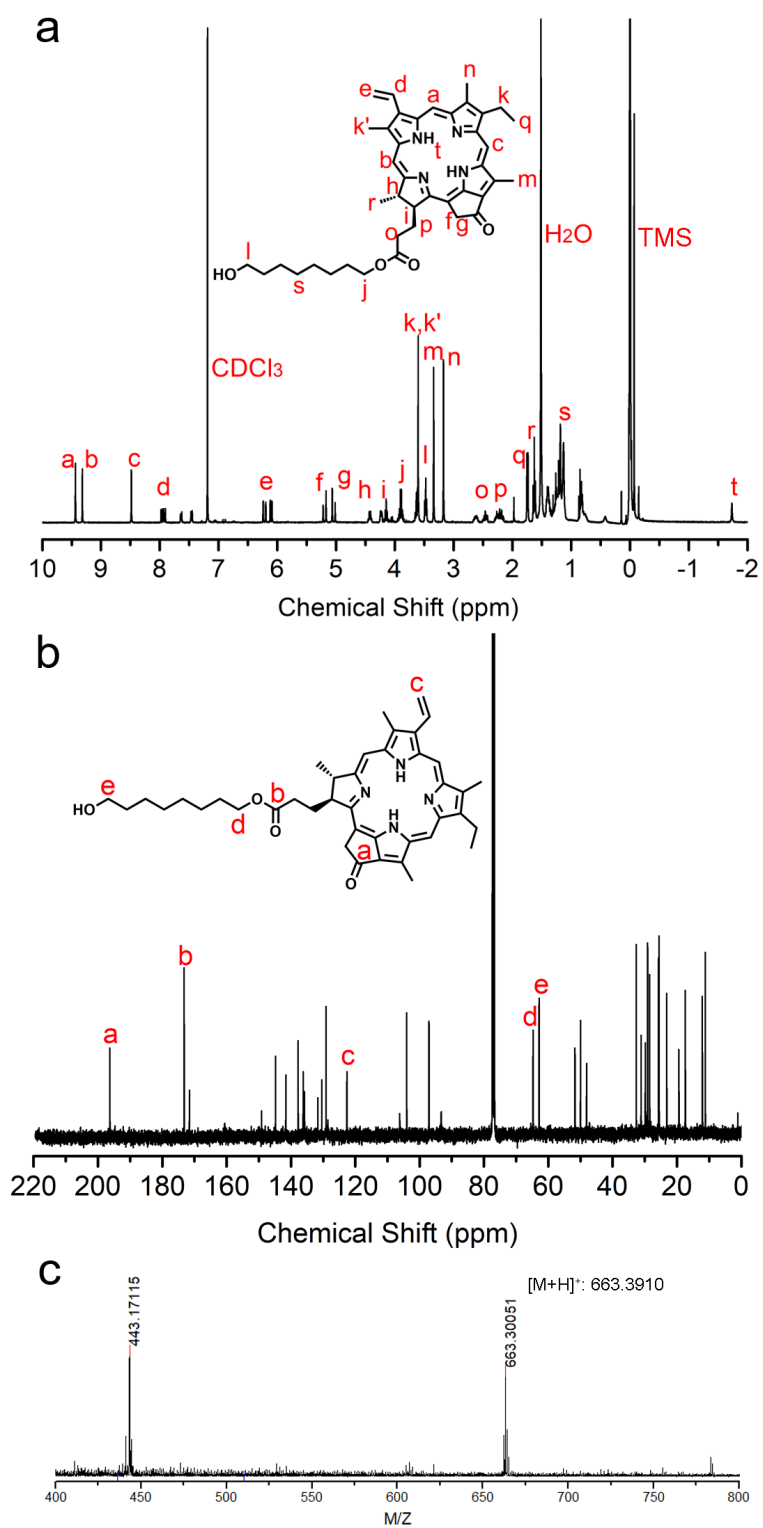 a
n
d
e
a
k
q
k'
N
N
NH
t
c
b
HN
N
h
m
r
i
f
g
O
p
o
O
O
l
HO
s
j
H2O
TMS
k,k'
CDCl3
m
n
s
r
a
b
c
d
e
f
g
h
i
j
l
o
p
q
t
10
9
8
7
6
5
4
3
2
1
0
-1
-2
Chemical Shift (ppm)
b
c
NH
N
N
HN
e
HO
O
b
d
O
a
O
b
a
c
d
e
220
200
180
160
140
120
100
80
60
40
20
0
Chemical Shift (ppm)
c
443.17115
663.30051
[M+H]+: 663.3910
400
450
500
550
600
650
700
750
800
M/Z